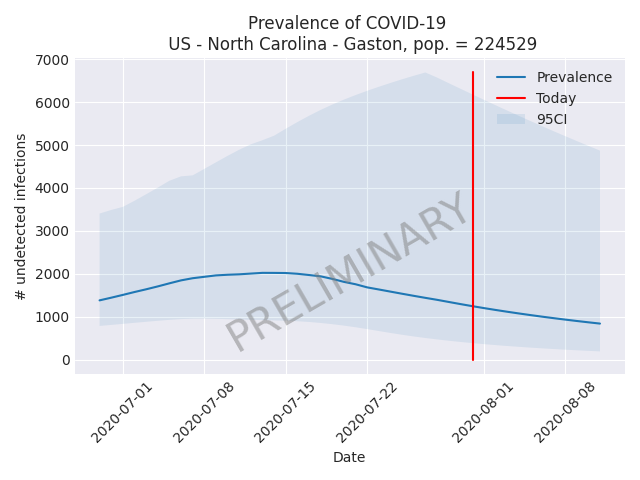 Prevalence of COVID-19
US - North Carolina - Gaston, pop. = 224529
7000
6000
5000
4000
3000
2000
1000
0
# undetected infections
Prevalence
Today
95CI
PRELIMINARY
2020-07-01
2020-07-08
2020-07-15
2020-07-22
2020-08-01
2020-08-08
Date